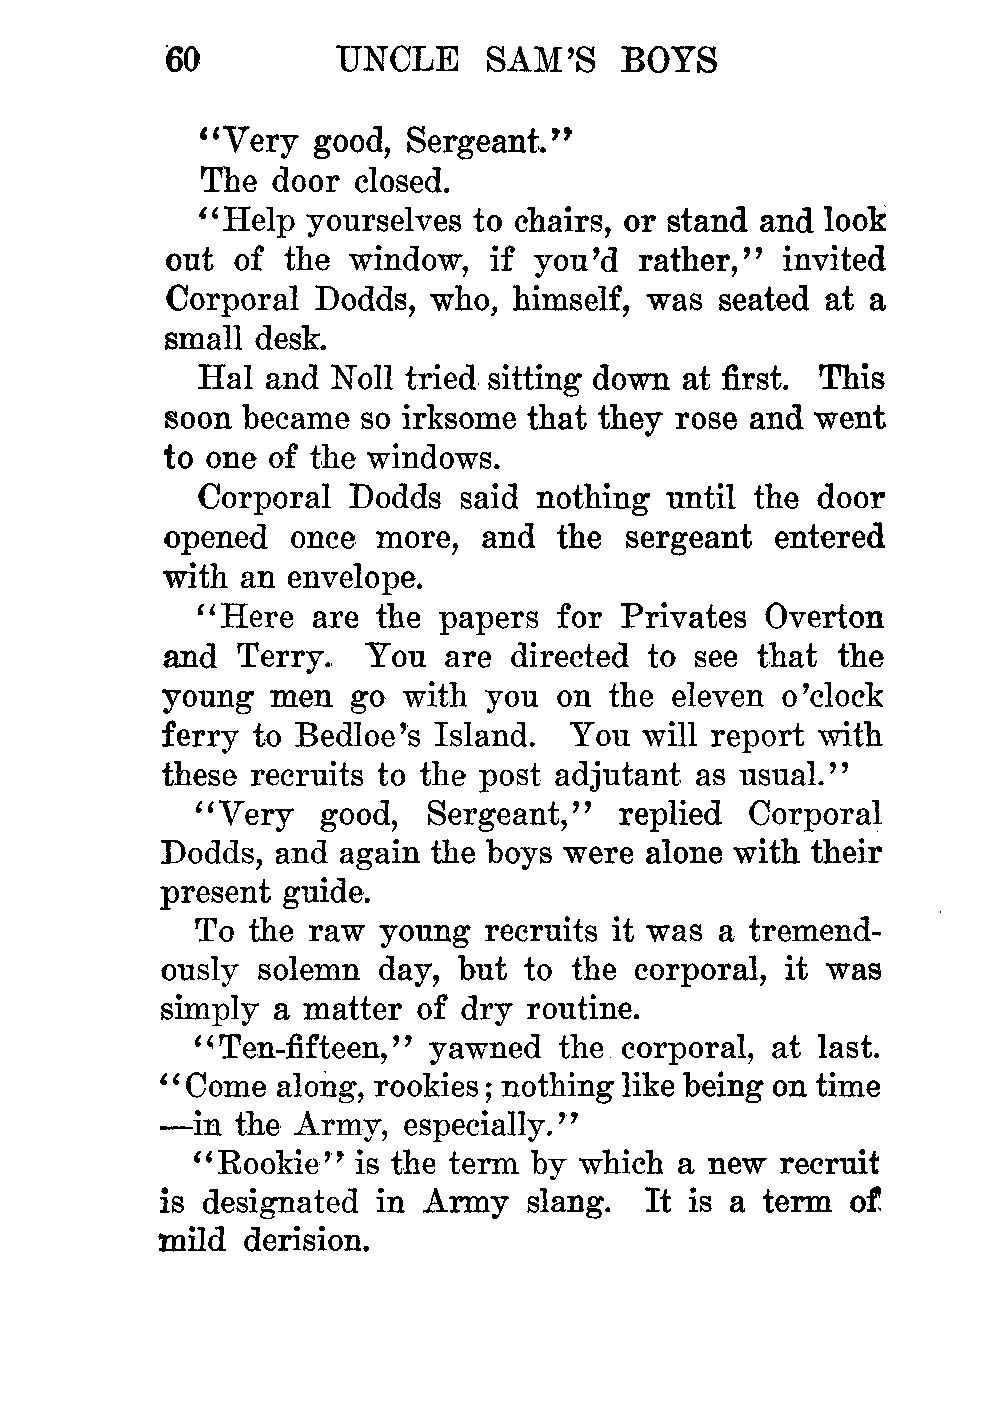 60 UNCLE SAM'S BOYS
"Very good, Sergeant."
The door closed.
"Help yourselves to chairs, or stand and look
out of the window, if you'd rather," invited
Corporal Dodds, who, himself, was seated at a
small desk.
Hal and Noll tried sitting down at first. This
soon became so irksome that they rose and went
to one of the windows.
Corporal Dodds said nothing until the door
opened once more, and the sergeant entered
with an envelope.
"Here are the papers for Privates Overton
and Terry. You are directed to see that the
young men go with you on the eleven o'clock
ferry to Bedloe's Island. You will report with
these recruits to the post adjutant as usual."
"Very good, Sergeant," replied Corporal
Dodds, and again the boys were alone with their
present guide.
To the raw young recruits it was a tremend-
ously solemn day, but to the corporal, it was
simply a matter of dry routine.
"Ten-fifteen," yawned the corporal, at last.
"Come along, rookies; nothing like being on time
—in the Army, especially."
"Rookie" is the term by which a new recruit
is designated in Army slang. It is a term of
mild derision.